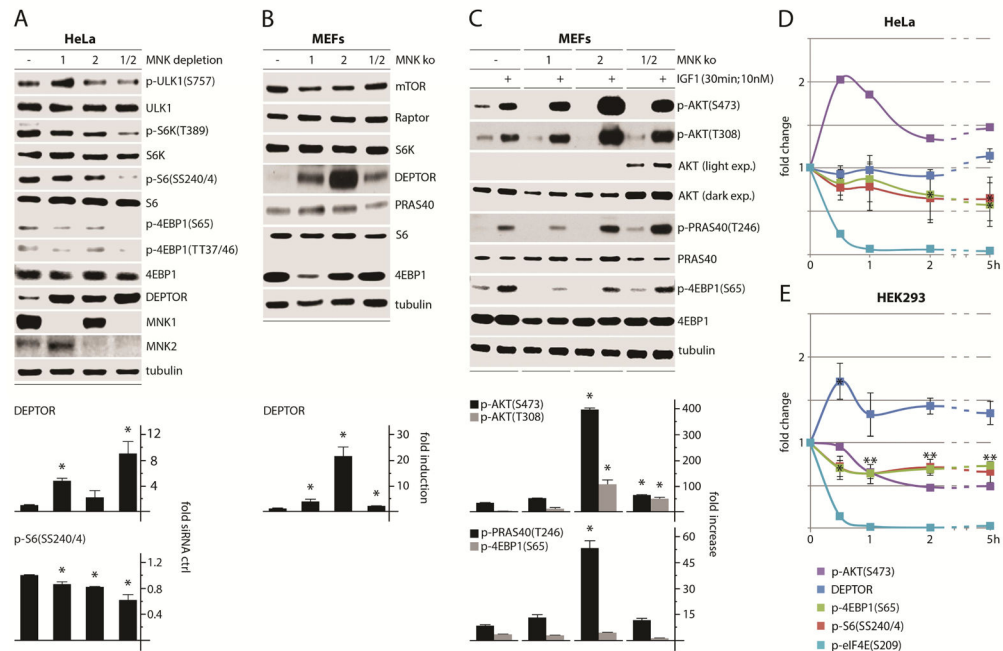 A
HeLa
- 1 2 1/2 MNK depletion
p-ULK1(S757)
ULK1
p-S6K(T389)
S6K
p-S6(SS240/4)
S6
p-4EBP1(S65)
p-4EBP1(TT37/46)
4EBP1
DEPTOR
MNK1
MNK2
tubulin
DEPTOR
12
8
4
p-S6(SS240/4)
1.2
0.8
0.4
fold siRNA ctrl
B
MEFs
MNK ko
- 1 2 1/2
mTOR
Raptor
S6K
DEPTOR
PRAS40
S6
4EBP1
tubulin
DEPTOR
30
20
10
fold induction
C
MEFs
- 1 2 1/2 MNK ko
+ + + + IGF1(30min;10nM)
p-AKT(S473)
p-AKT(T308)
AKT (light exp.)
AKT (dark exp.)
p-PRAS40(T246)
PRAS40
p-4EBP1(S65)
4EBP1
tubulin
p-AKT(S473)
p-AKT(T308)
400
300
200
100
p-PRAS40(T246)
p-4EBP1(S65)
60
45
30
15
fold increase
D
HeLa
fold change
2
1
0 1 2 5h
E
HEK293
fold change
2
1
0 1 2 5h
p-AKT(S473)
DEPTOR
p-4EBP1(S65)
p-S6(SS240/4)
p-eIF4E(S209)